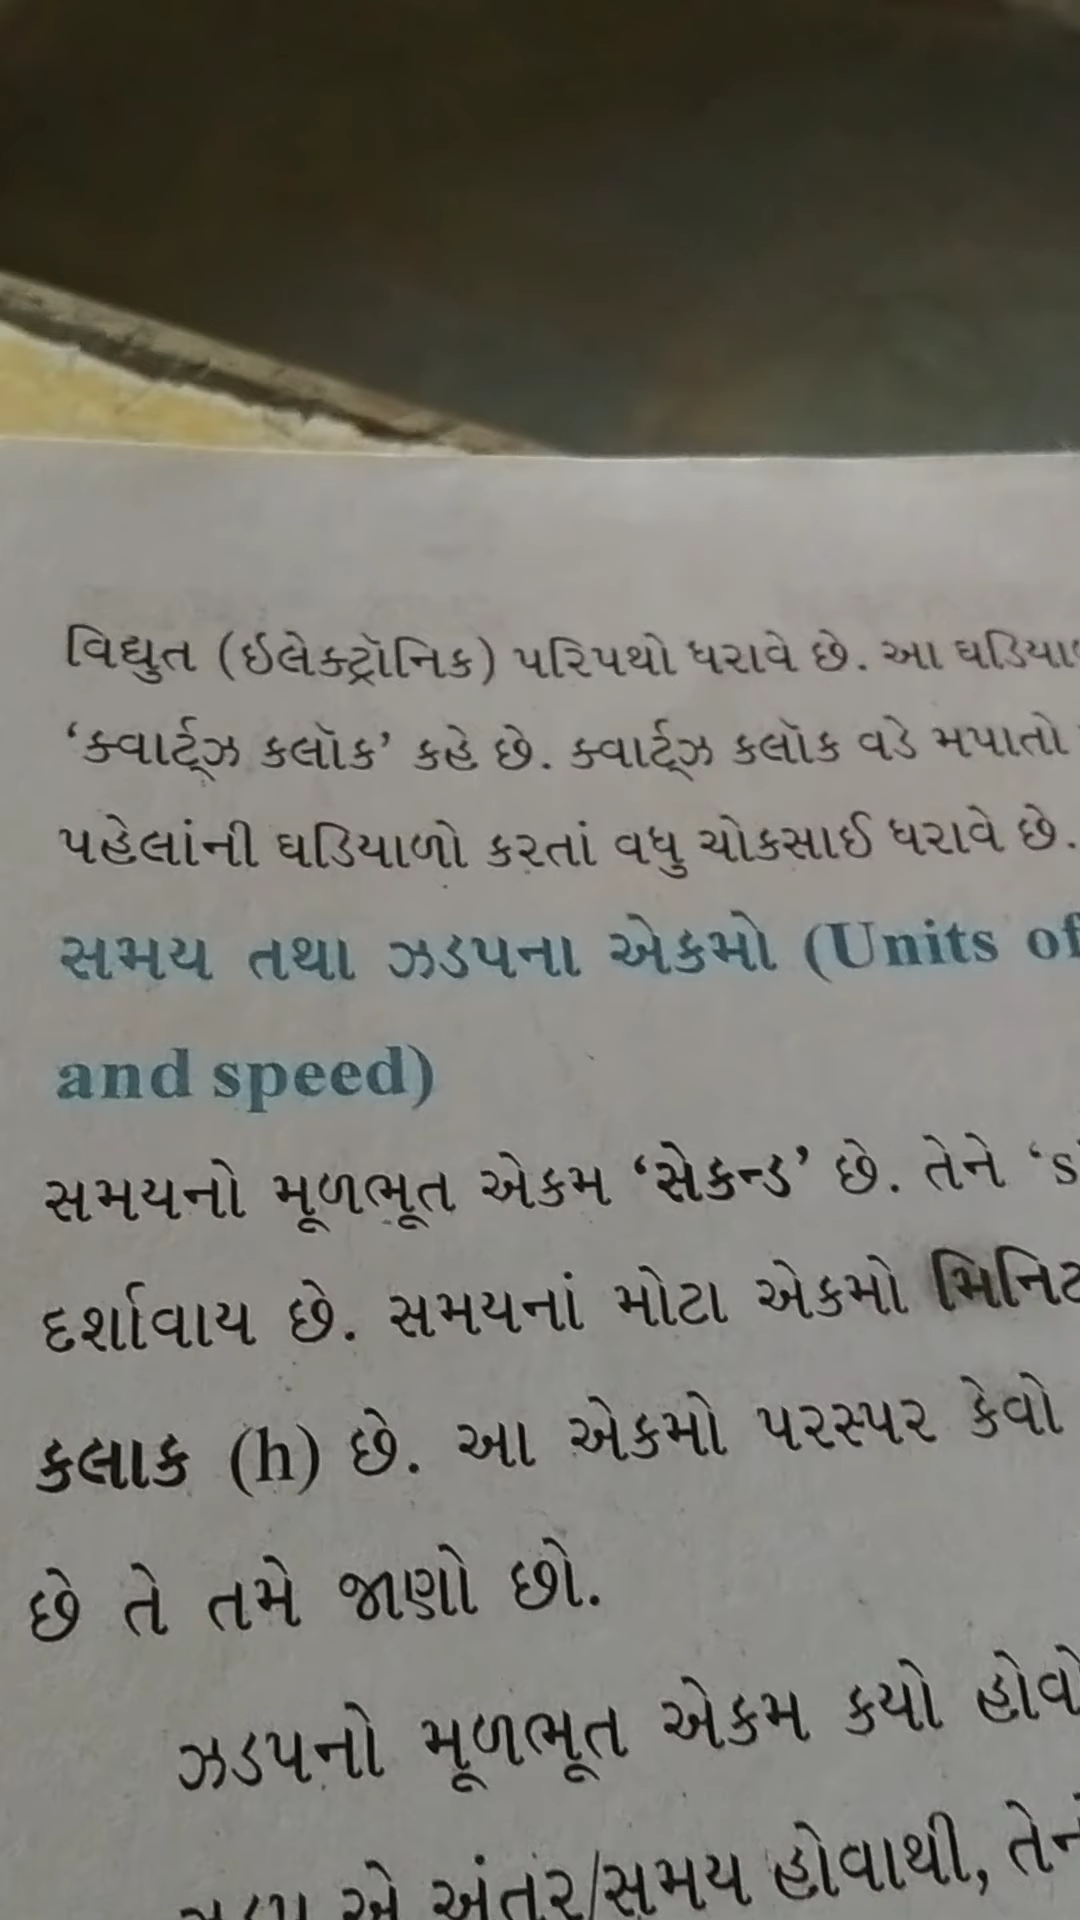 વિદ્યુત (ઇલેક્ટ્રૉનિક) પરિપથો ધરાવે છે. આ
‘ક્વાર્ટ્ઝ કલૉક’ કહે છે. ક્વાર્ટ્ઝ કલૉક વડે મપાતો
પહેલાંની ઘડિયાળો કરતાં વધુ ચોકસાઈ ધરાવે છે.
સમય તથા ઝડપના એકમો (Units of
and speed)
સમયનો મૂળભૂત એકમ ‘સેકન્ડ’ છે. તેને ‘s
દર્શાવાય છે. સમયનાં મોટા એકમો મિનિટ
કલાક (h) છે. આ એકમો પરસ્પર કેવો
છે તે તમે જાણો છો.
ઝડપનો મૂળભૂત એકમ કયો
એ અંતર/સમય હોવાથી,